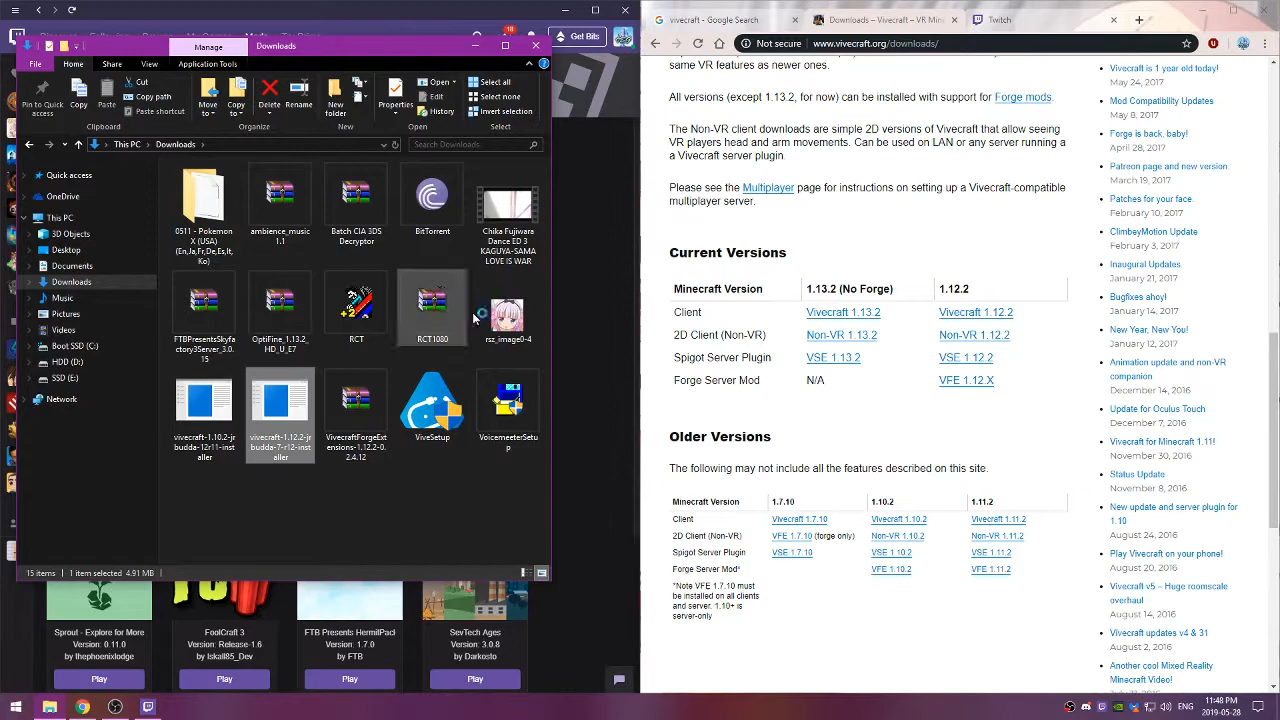 18
Get Bits
Manage
Downloads
File
Home
Share
View
Application Tools
Pin to Quick access
Copy
Paste
Cut
Copy path
Paste shortcut
Clipboard
Move to
Copy to
Delete
Rename
Organize
New folder
New
Properties
Edit
History
Open
Select all
Select none
Invert selection
Select
This PC
Downloads
Search Downloads
Quick access
OneDrive
This PC
3D Objects
Desktop
Documents
Downloads
Music
Pictures
Videos
Boot SSD (C:)
HDD (D:)
SSD (E:)
Network
0511 - Pokemon
X (USA)
(En,Ja,Fr,De,Es,It,
Ko)
ambience_music
1.1
Batch CIA 3DS
Decryptor
BitTorrent
Chika Fujiwara
Dance ED 3
KAGUYA-SAMA
LOVE IS WAR
FTBPresentsSkyf
actory3Server_3.0.
15
OptiFine_1.13.2_
HD_U_E7
RCT
RCT1080
rsz_image0-4
vivecraft-1.10.2-jr
budda-12r11-inst
aller
vivecraft-1.12.2-jr
budda-7-r12-inst
aller
VivecraftForgeExt
ensions-1.12.2-0.
2.4.12
ViveSetup
VoicemeeterSetu
p
15 items
1 item selected 4.91 MB
Sprout - Explore for More
Version: 0.11.0
by thephoenixlodge
Play
FoolCraft 3
Version: Release-1.6
by Iskall85_Dev
Play
FTB Presents HermitPack
Version: 1.7.0
by FTB
Play
SevTech Ages
Version: 3.0.8
by Darkosto
Play
vivecraft - Google Search
Downloads – Vivecraft – VR Min
Twitch
Not secure
www.vivecraft.org/downloads/
same VR features as newer ones.
All versions (except 1.13.2, for now) can be installed with support for Forge mods.
The Non-VR client downloads are simple 2D versions of Vivecraft that allow seeing
VR players head and arm movements. Can be used on LAN or any server running a
a Vivecraft server plugin.
Please see the Multiplayer page for instructions on setting up a Vivecraft-compatible
multiplayer server.
Current Versions
Minecraft Version 1.13.2 (No Forge) 1.12.2
Client Vivecraft 1.13.2 Vivecraft 1.12.2
2D Client (Non-VR) Non-VR 1.13.2 Non-VR 1.12.2
Spigot Server Plugin VSE 1.13.2 VSE 1.12.2
Forge Server Mod N/A VFE 1.12 X
Older Versions
The following may not include all the features described on this site.
Minecraft Version 1.7.10 1.10.2 1.11.2
Client Vivecraft 1.7.10 Vivecraft 1.10.2 Vivecraft 1.11.2
2D Client (Non-VR) VFE 1.7.10 (forge only) Non-VR 1.10.2 Non-VR 1.11.2
Spigot Server Plugin VSE 1.7.10 VSE 1.10.2 VSE 1.11.2
Forge Server Mod* VFE 1.10.2 VFE 1.11.2
*Note VFE 1.7.10 must
be installed on all clients
and server. 1.10+ is
server-only
Vivecraft is 1 year old today!
May 24, 2017
Mod Compatibility Updates
May 8, 2017
Forge is back, baby!
April 28, 2017
Patreon page and new version.
March 19, 2017
Patches for your face.
February 10, 2017
ClimbeyMotion Update
February 3, 2017
Inaugural Updates
January 21, 2017
Bugfixes ahoy!
January 14, 2017
New Year, New You!
January 12, 2017
Animation update and non-VR
companion
December 14, 2016
Update for Oculus Touch
December 7, 2016
Vivecraft for Minecraft 1.11!
November 30, 2016
Status Update
November 8, 2016
New update and server plugin for
1.10
August 24, 2016
Play Vivecraft on your phone!
August 20, 2016
Vivecraft v5 – Huge roomscale
overhaul
August 14, 2016
Vivecraft updates v4 & 31
August 2, 2016
Another cool Mixed Reality
Minecraft Video!
ENG
11:48 PM
2019-05-28